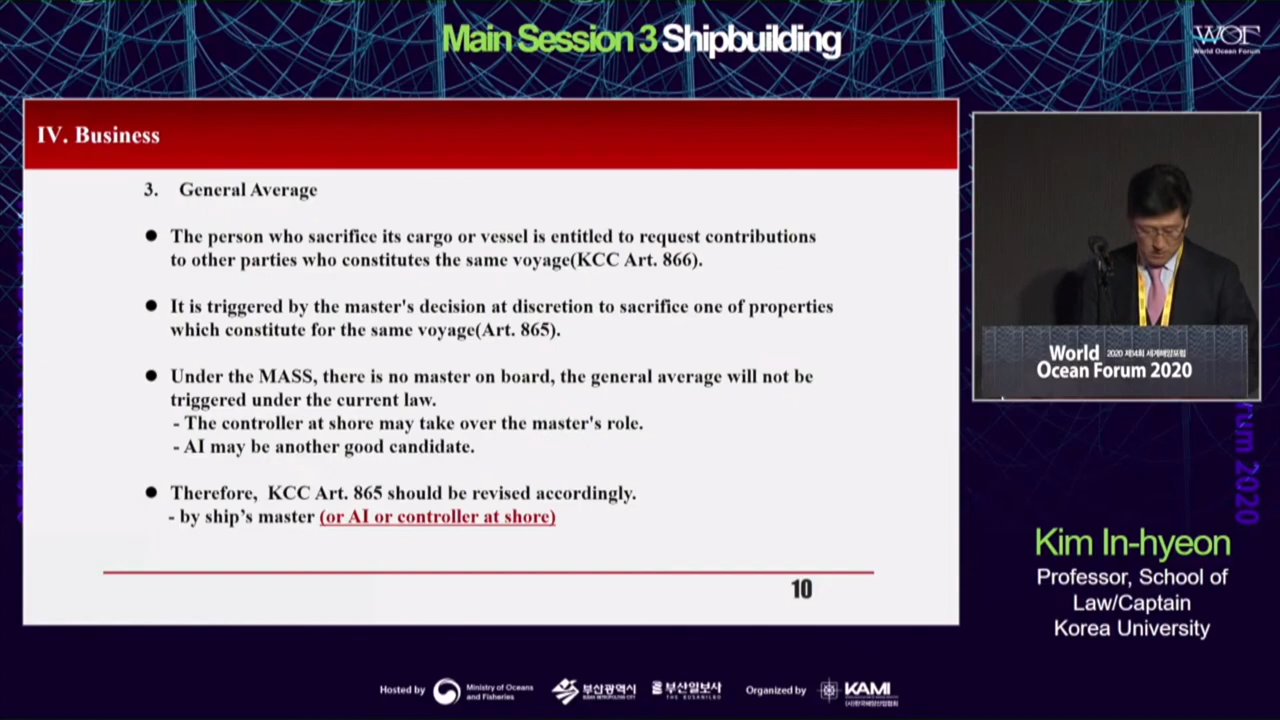 Main Session 3 Shipbuilding
WOF
World Ocean Forum
IV. Business
3. General Average
● The person who sacrifice its cargo or vessel is entitled to request contributions
to other parties who constitutes the same voyage(KCC Art. 866).
● It is triggered by the master's decision at discretion to sacrifice one of properties
which constitute for the same voyage(Art. 865).
● Under the MASS, there is no master on board, the general average will not be
triggered under the current law.
- The controller at shore may take over the master's role.
- AI may be another good candidate.
● Therefore, KCC Art. 865 should be revised accordingly.
- by ship's master (or AI or controller at shore)
10
World 2020 제14회 세계해양포럼
Ocean Forum 2020
rum 2020
Kim In-hyeon
Professor, School of
Law/Captain
Korea University
Hosted by
Ministry of Oceans
and Fisheries
부산광역시
BUSAN METROPOLITAN CITY
부산일보사
THE BUSANILBO
Organized by
KAMI
(사)한국해양산업협회